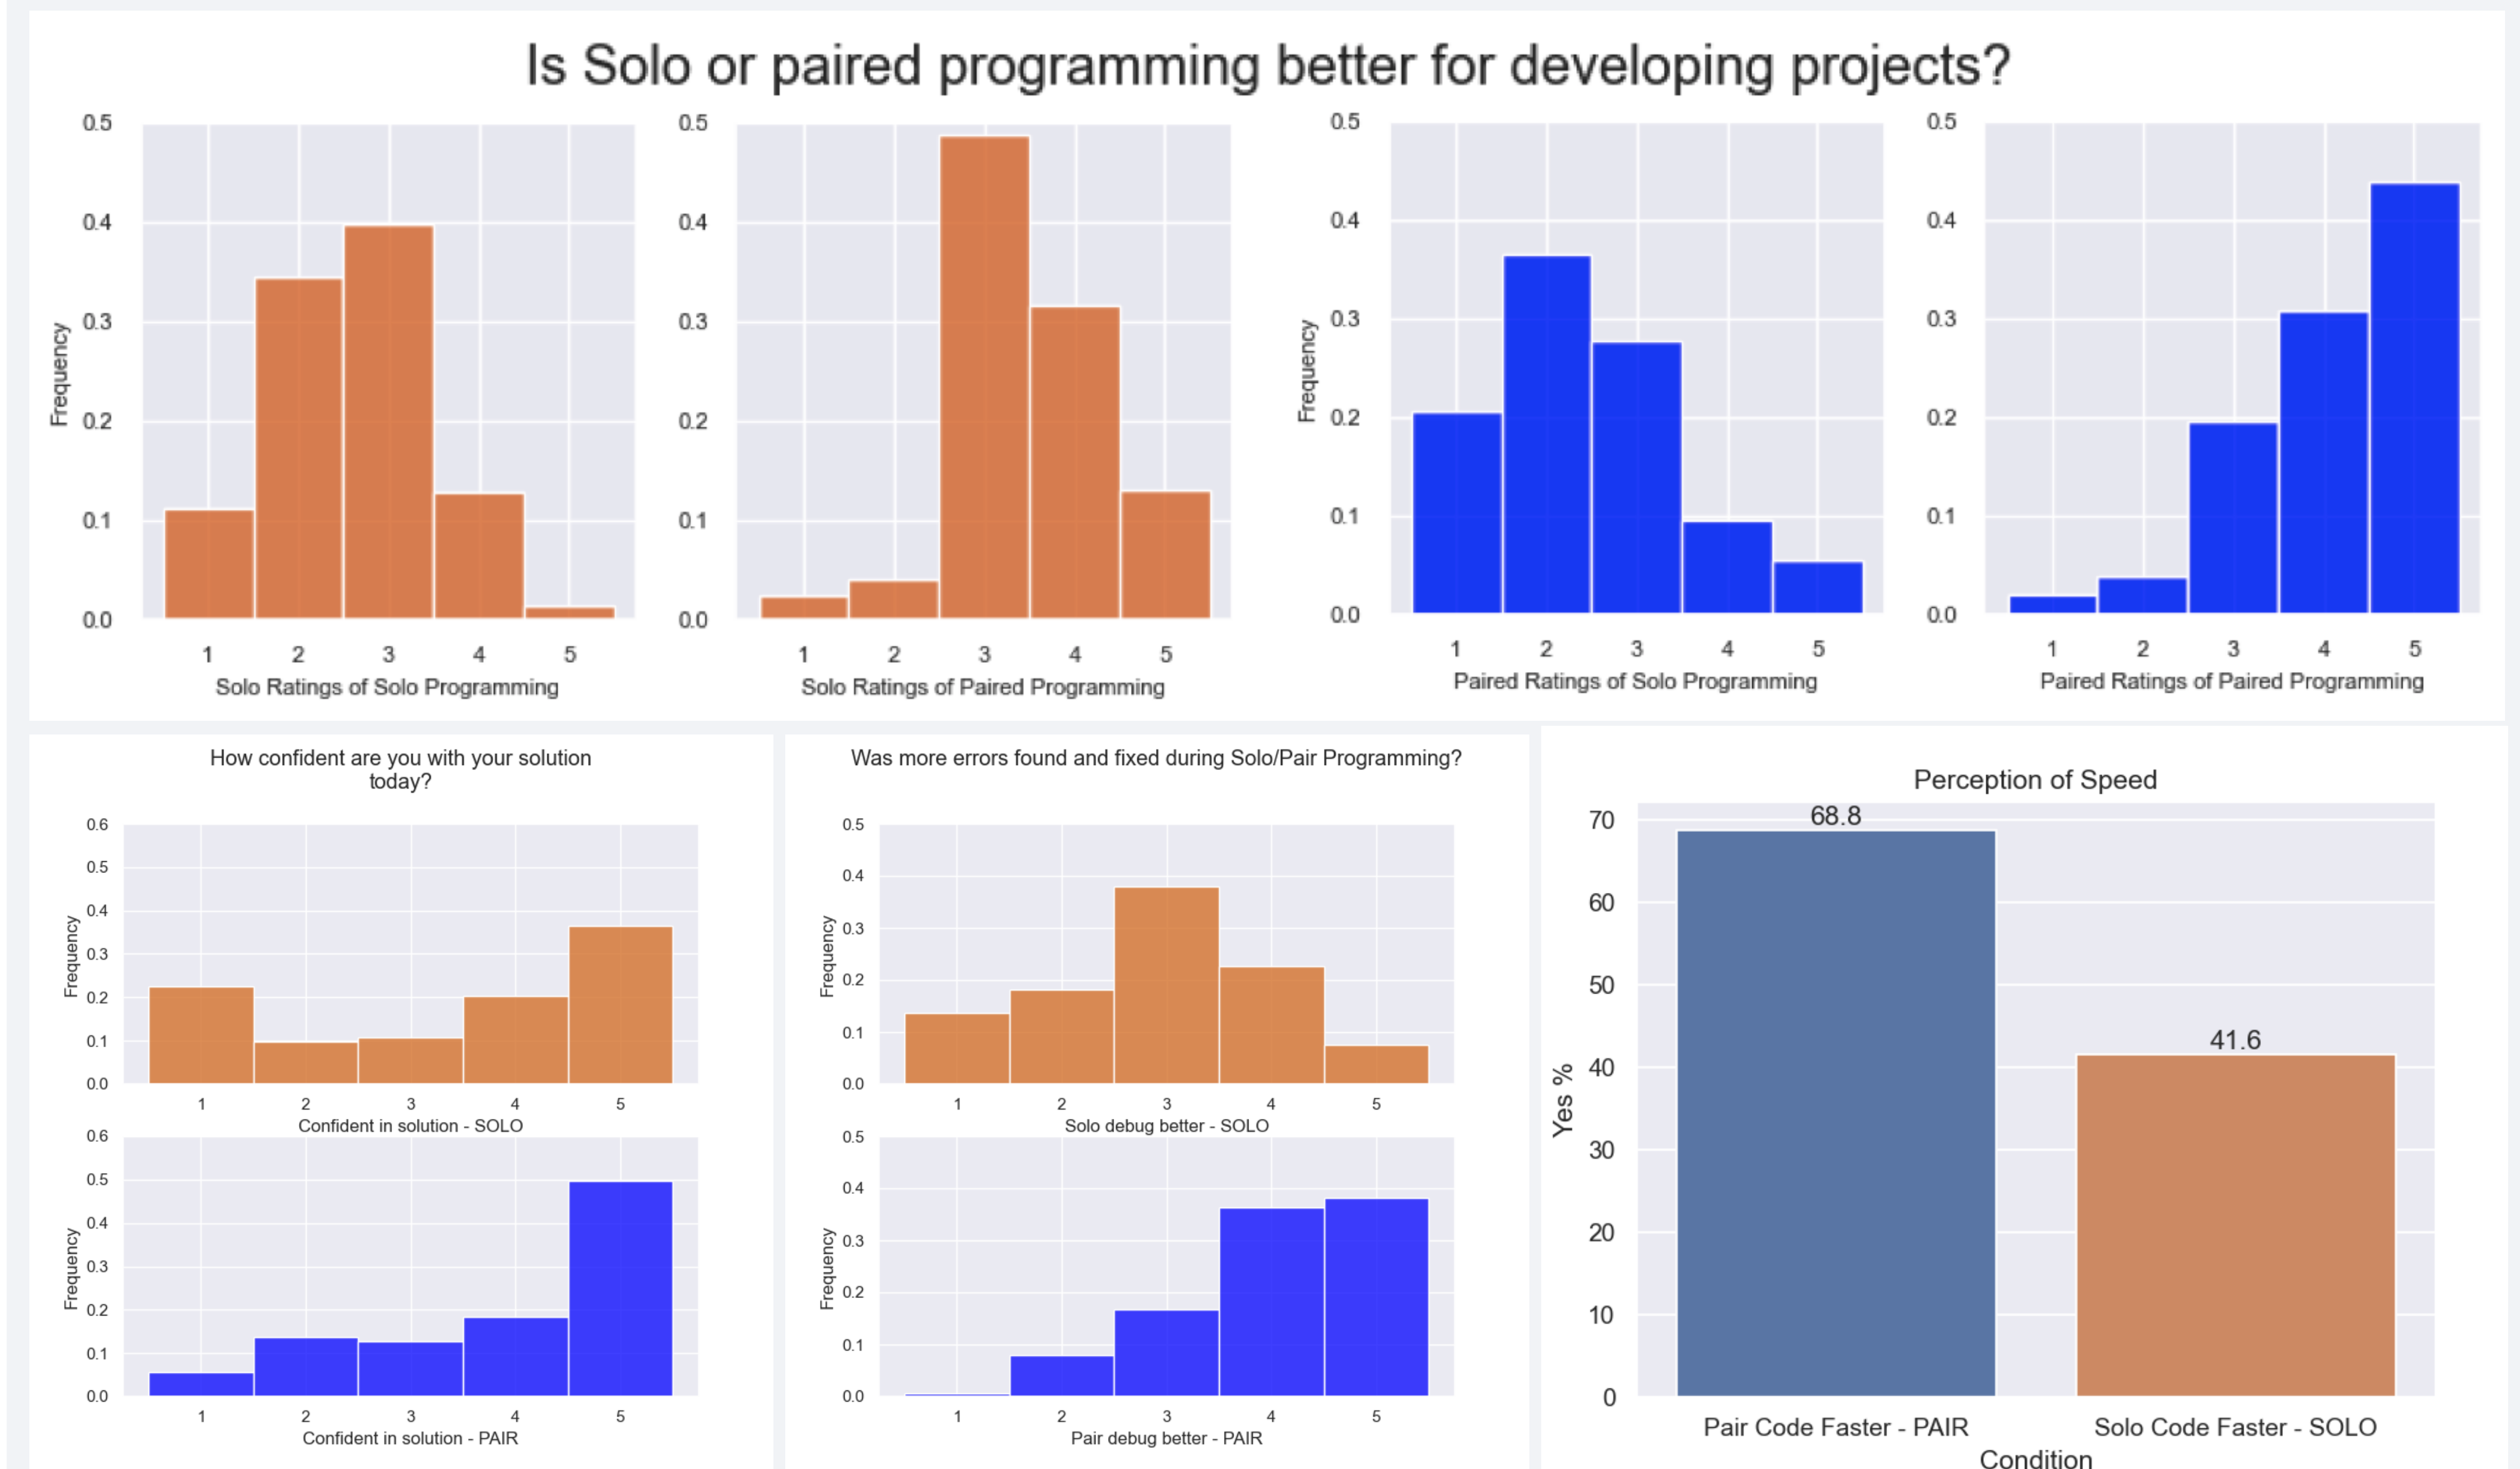 Is Solo or paired programming better for developing projects?
Frequency
0.5
0.4
0.3
0.2
0.1
0.0
1 2 3 4 5
Solo Ratings of Solo Programming
0.5
0.4
0.3
0.2
0.1
0.0
1 2 3 4 5
Solo Ratings of Paired Programming
Frequency
0.5
0.4
0.3
0.2
0.1
0.0
1 2 3 4 5
Paired Ratings of Solo Programming
0.5
0.4
0.3
0.2
0.1
0.0
1 2 3 4 5
Paired Ratings of Paired Programming
How confident are you with your solution
today?
Frequency
0.6
0.5
0.4
0.3
0.2
0.1
0.0
1 2 3 4 5
Confident in solution - SOLO
Frequency
0.6
0.5
0.4
0.3
0.2
0.1
0.0
1 2 3 4 5
Confident in solution - PAIR
Was more errors found and fixed during Solo/Pair Programming?
Frequency
0.5
0.4
0.3
0.2
0.1
0.0
1 2 3 4 5
Solo debug better - SOLO
Frequency
0.5
0.4
0.3
0.2
0.1
0.0
1 2 3 4 5
Pair debug better - PAIR
Perception of Speed
Yes %
70
60
50
40
30
20
10
0
68.8
41.6
Pair Code Faster - PAIR Solo Code Faster - SOLO
Condition